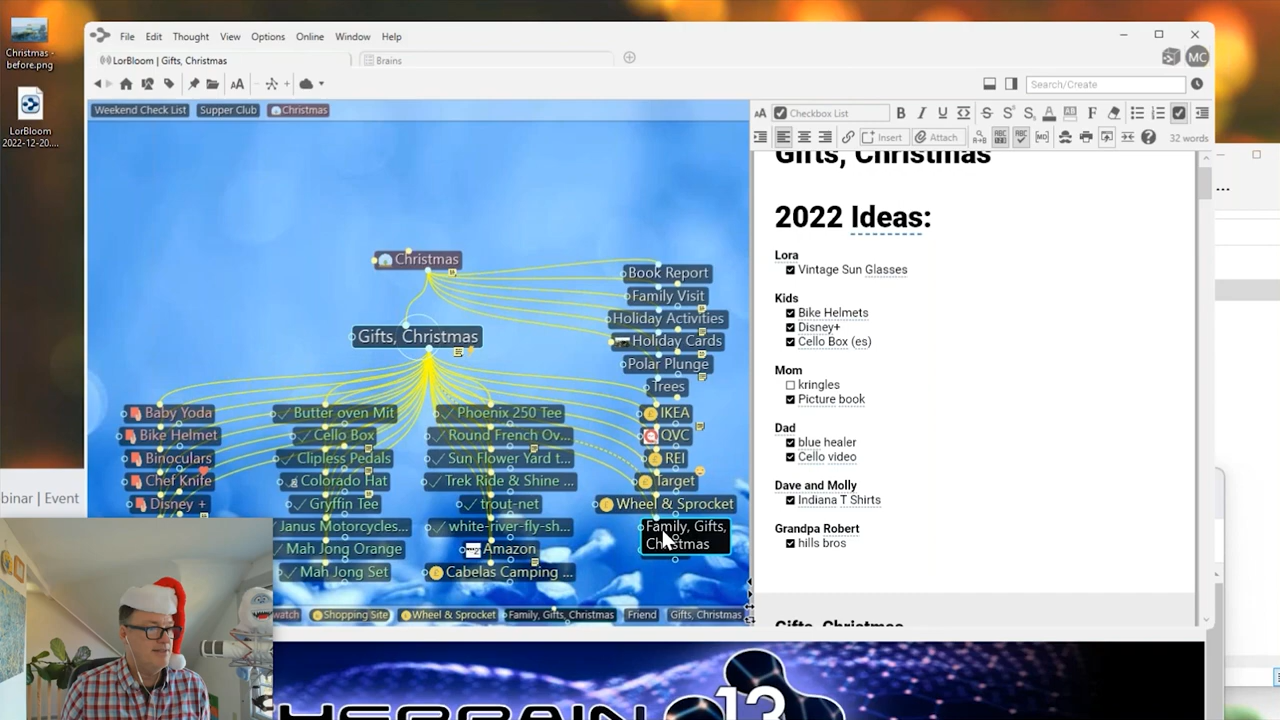 Christmas -
before.png
LorBloom
2022-12-20....
File Edit Thought View Options Online Window Help
LorBloom | Gifts, Christmas
Brains
MC
AA
Search/Create
Weekend Check List
Supper Club
Christmas
AA Checkbox List B I U S S S A F
Insert Attach 32 words
Christmas
Gifts, Christmas
Book Report
Family Visit
Holiday Activities
Holiday Cards
Polar Plunge
Trees
Baby Yoda
Bike Helmet
Binoculars
Chef Knife
Disney +
Butter oven Mit
Cello Box
Clipless Pedals
Colorado Hat
Gryffin Tee
Janus Motorcycles...
Mah Jong Orange
Mah Jong Set
Phoenix 250 Tee
Round French Ov...
Sun Flower Yard t...
Trek Ride & Shine ...
trout-net
white-river-fly-sh...
Amazon
Cabelas Camping ...
IKEA
QVC
REI
Target
Wheel & Sprocket
Family, Gifts,
Christmas
watch
Shopping Site
Wheel & Sprocket
Family, Gifts, Christmas
Friend
Gifts, Christmas
Gifts, Christmas
2022 Ideas:
Lora
Vintage Sun Glasses
Kids
Bike Helmets
Disney+
Cello Box (es)
Mom
kringles
Picture book
Dad
blue healer
Cello video
Dave and Molly
Indiana T Shirts
Grandpa Robert
hills bros
Gifts, Christmas
binar | Event
13